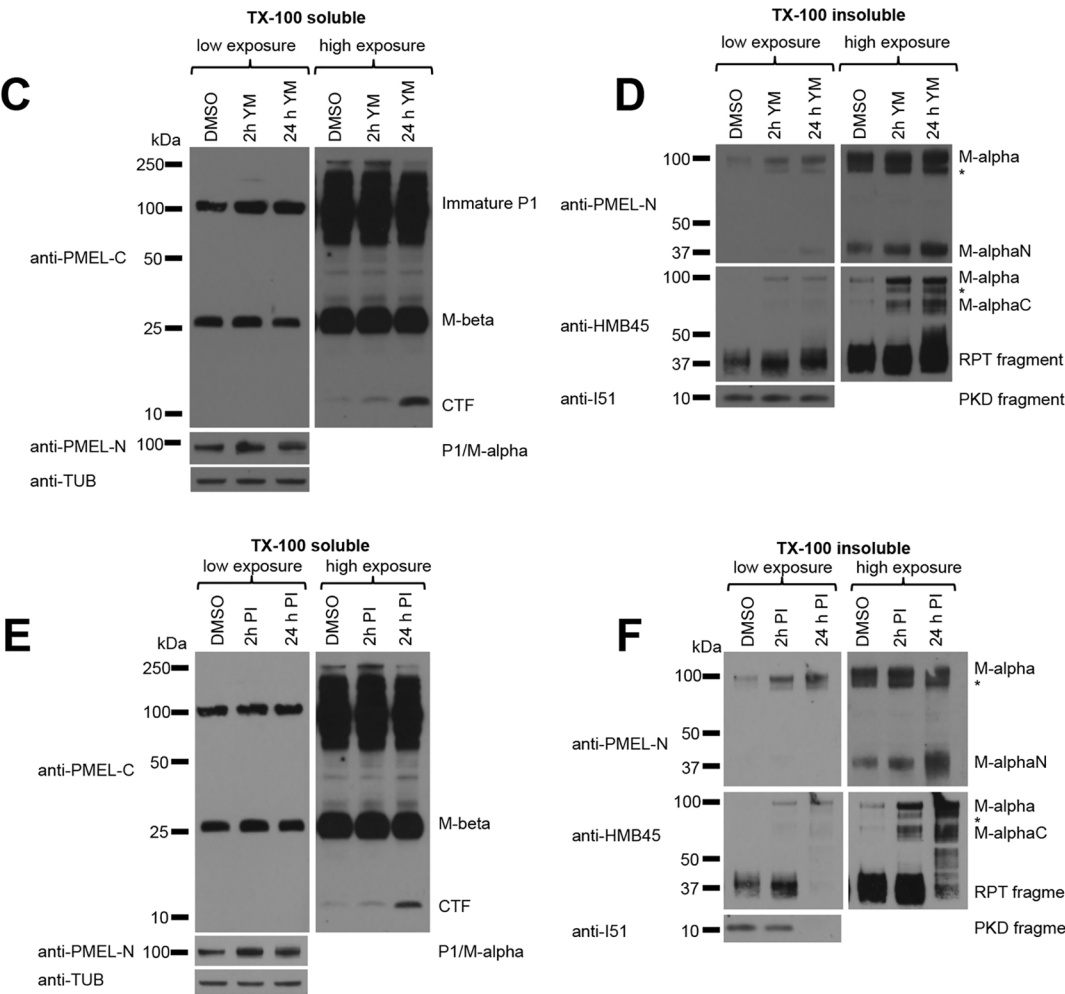 C
TX-100 soluble
low exposure
high exposure
DMSO
2h YM
24 h YM
DMSO
2h YM
24 h YM
kDa
250
100
50
25
10
anti-PMEL-C
Immature P1
M-beta
CTF
anti-PMEL-N
100
P1/M-alpha
anti-TUB
D
TX-100 insoluble
low exposure
high exposure
DMSO
2h YM
24 h YM
DMSO
2h YM
24 h YM
100
50
37
anti-PMEL-N
M-alpha
*
M-alphaN
100
50
37
anti-HMB45
M-alpha
*
M-alphaC
RPT fragment
anti-I51
10
PKD fragment
E
TX-100 soluble
low exposure
high exposure
DMSO
2h PI
24 h PI
DMSO
2h PI
24 h PI
kDa
250
100
50
25
10
anti-PMEL-C
M-beta
CTF
anti-PMEL-N
100
P1/M-alpha
anti-TUB
F
TX-100 insoluble
low exposure
high exposure
DMSO
2h PI
24 h PI
DMSO
2h PI
24 h PI
kDa
100
50
37
anti-PMEL-N
M-alpha
*
M-alphaN
100
50
37
anti-HMB45
M-alpha
*
M-alphaC
RPT fragme
anti-I51
10
PKD fragme